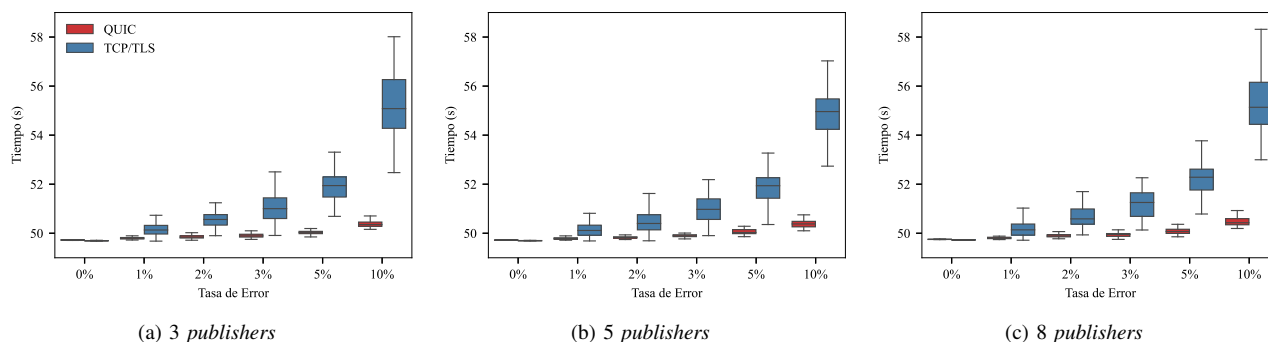 58
56
54
52
50
Tiempo (s)
QUIC
TCP/TLS
0% 1% 2% 3% 5% 10%
Tasa de Error
(a) 3 publishers
58
56
54
52
50
Tiempo (s)
0% 1% 2% 3% 5% 10%
Tasa de Error
(b) 5 publishers
58
56
54
52
50
Tiempo (s)
0% 1% 2% 3% 5% 10%
Tasa de Error
(c) 8 publishers